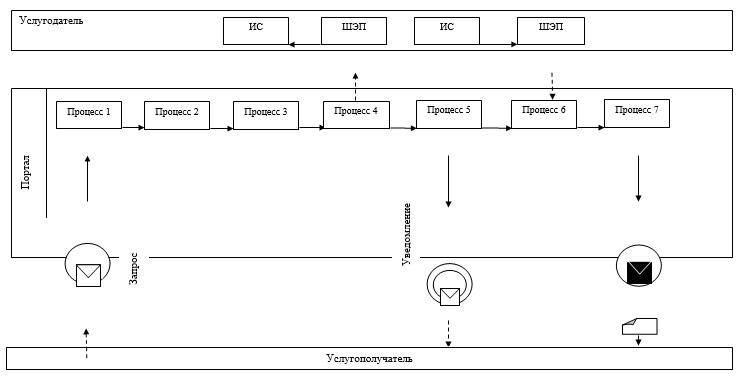 Услугодатель
ИС
ШЭП
ИС
ШЭП
Процесс 1
Процесс 2
Процесс 3
Процесс 4
Процесс 5
Процесс 6
Процесс 7
Портал
Запрос
Уведомление
Услугополучатель